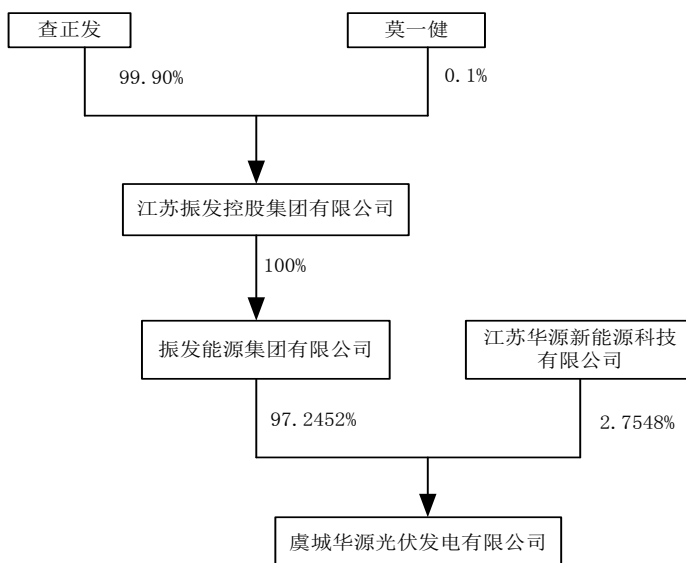 查正发
莫一健
99.90%
0.1%
江苏振发控股集团有限公司
100%
振发能源集团有限公司
江苏华源新能源科技
有限公司
97.2452%
2.7548%
虞城华源光伏发电有限公司